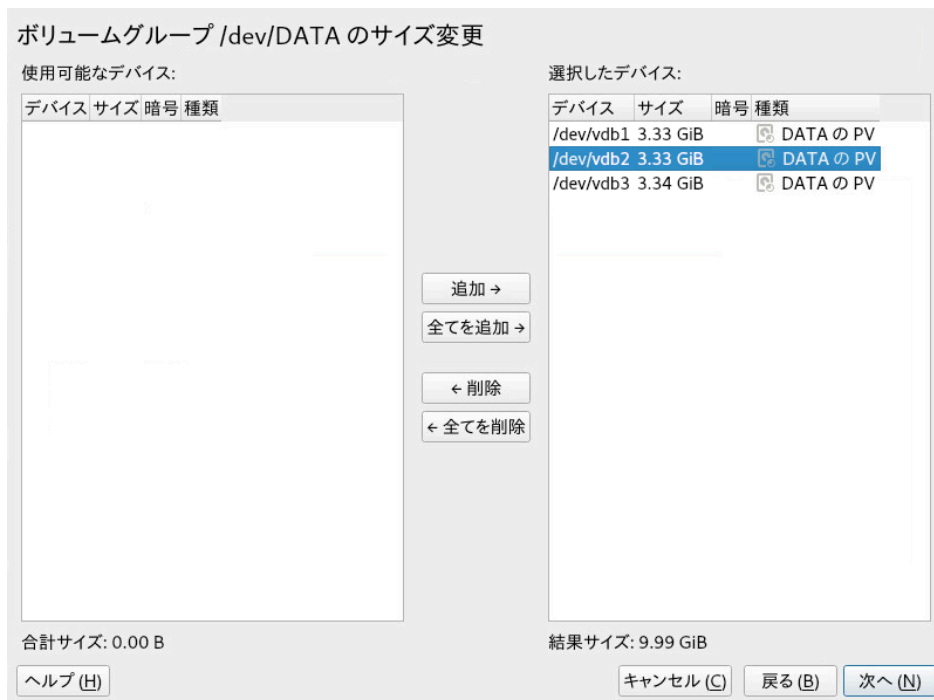 ボリュームグループ /dev/DATA のサイズ変更
使用可能なデバイス:
デバイス サイズ 暗号 種類
合計サイズ: 0.00 B
追加 →
全てを追加 →
← 削除
← 全てを削除
選択したデバイス:
デバイス サイズ 暗号 種類
/dev/vdb1 3.33 GiB DATA の PV
/dev/vdb2 3.33 GiB DATA の PV
/dev/vdb3 3.34 GiB DATA の PV
結果サイズ: 9.99 GiB
ヘルプ (H)
キャンセル (C)
戻る (B)
次へ (N)